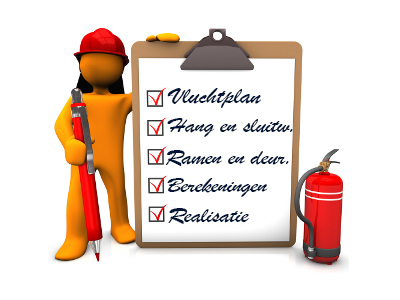 Vluchtplan
Hang en sluitw.
Ramen en deur.
Berekeningen
Realisatie